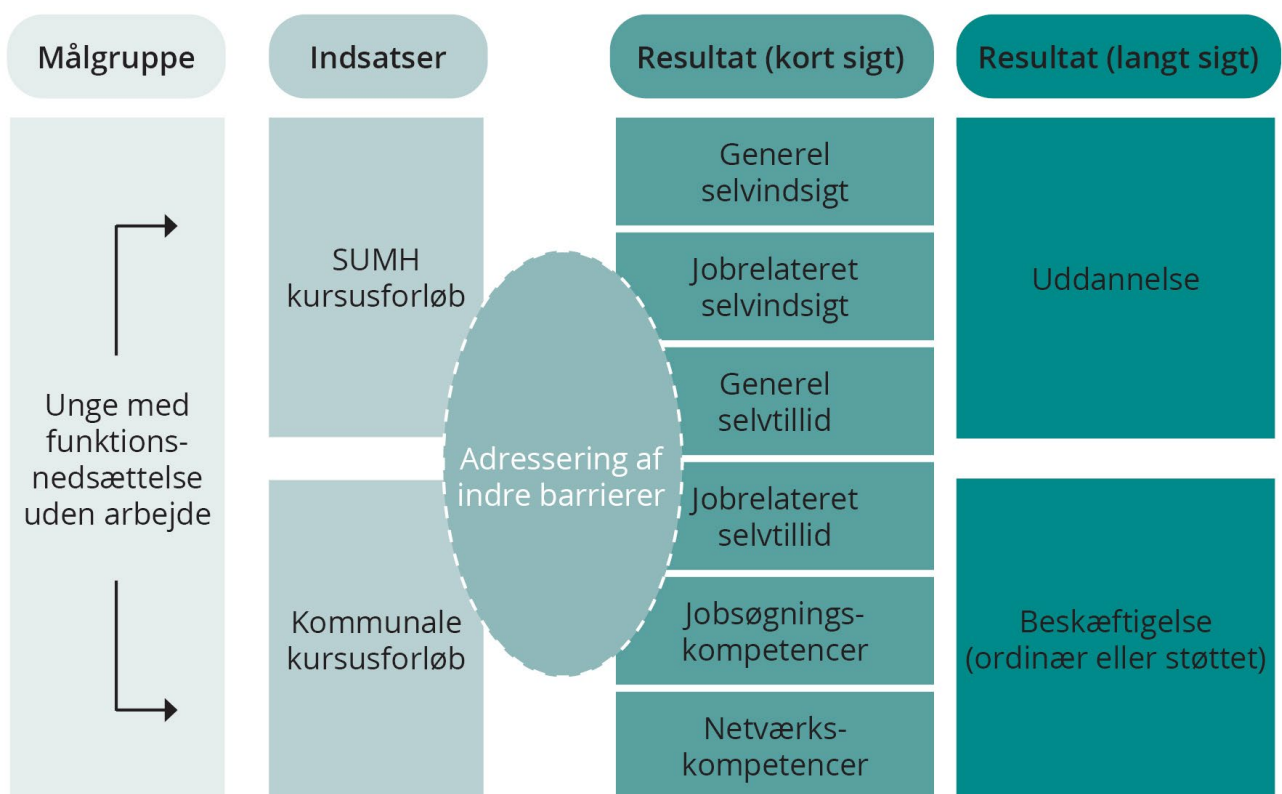 Målgruppe
Indsatser
Resultat (kort sigt)
Resultat (langt sigt)
Unge med
funktions-
nedsættelse
uden arbejde
SUMH
kursusforløb
Kommunale
kursusforløb
Adressering af
indre barrierer
Generel
selvindsigt
Jobrelateret
selvindsigt
Generel
selvtillid
Jobrelateret
selvtillid
Jobsøgnings-
kompetencer
Netværks-
kompetencer
Uddannelse
Beskæftigelse
(ordinær eller støttet)